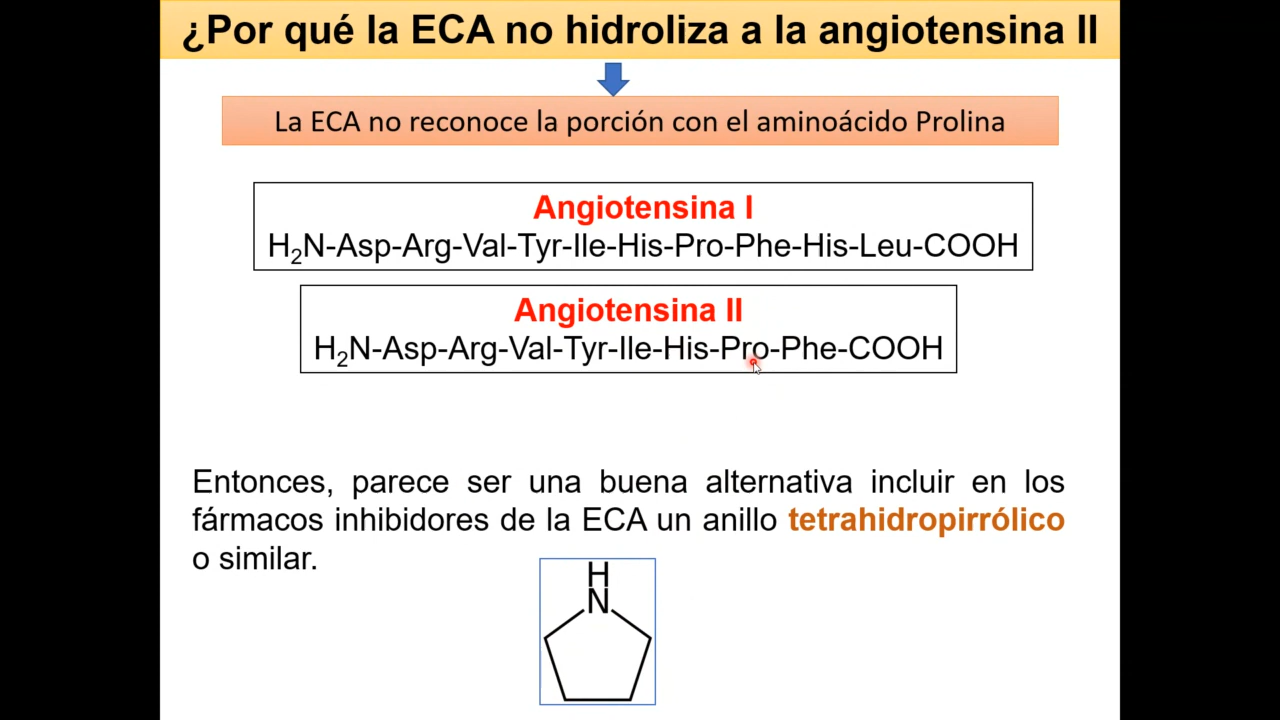 ¿Por qué la ECA no hidroliza a la angiotensina II
La ECA no reconoce la porción con el aminoácido Prolina
Angiotensina I
H₂N-Asp-Arg-Val-Tyr-Ile-His-Pro-Phe-His-Leu-COOH
Angiotensina II
H₂N-Asp-Arg-Val-Tyr-Ile-His-Pro-Phe-COOH
Entonces, parece ser una buena alternativa incluir en los
fármacos inhibidores de la ECA un anillo tetrahidropirrólico
o similar.
H
N